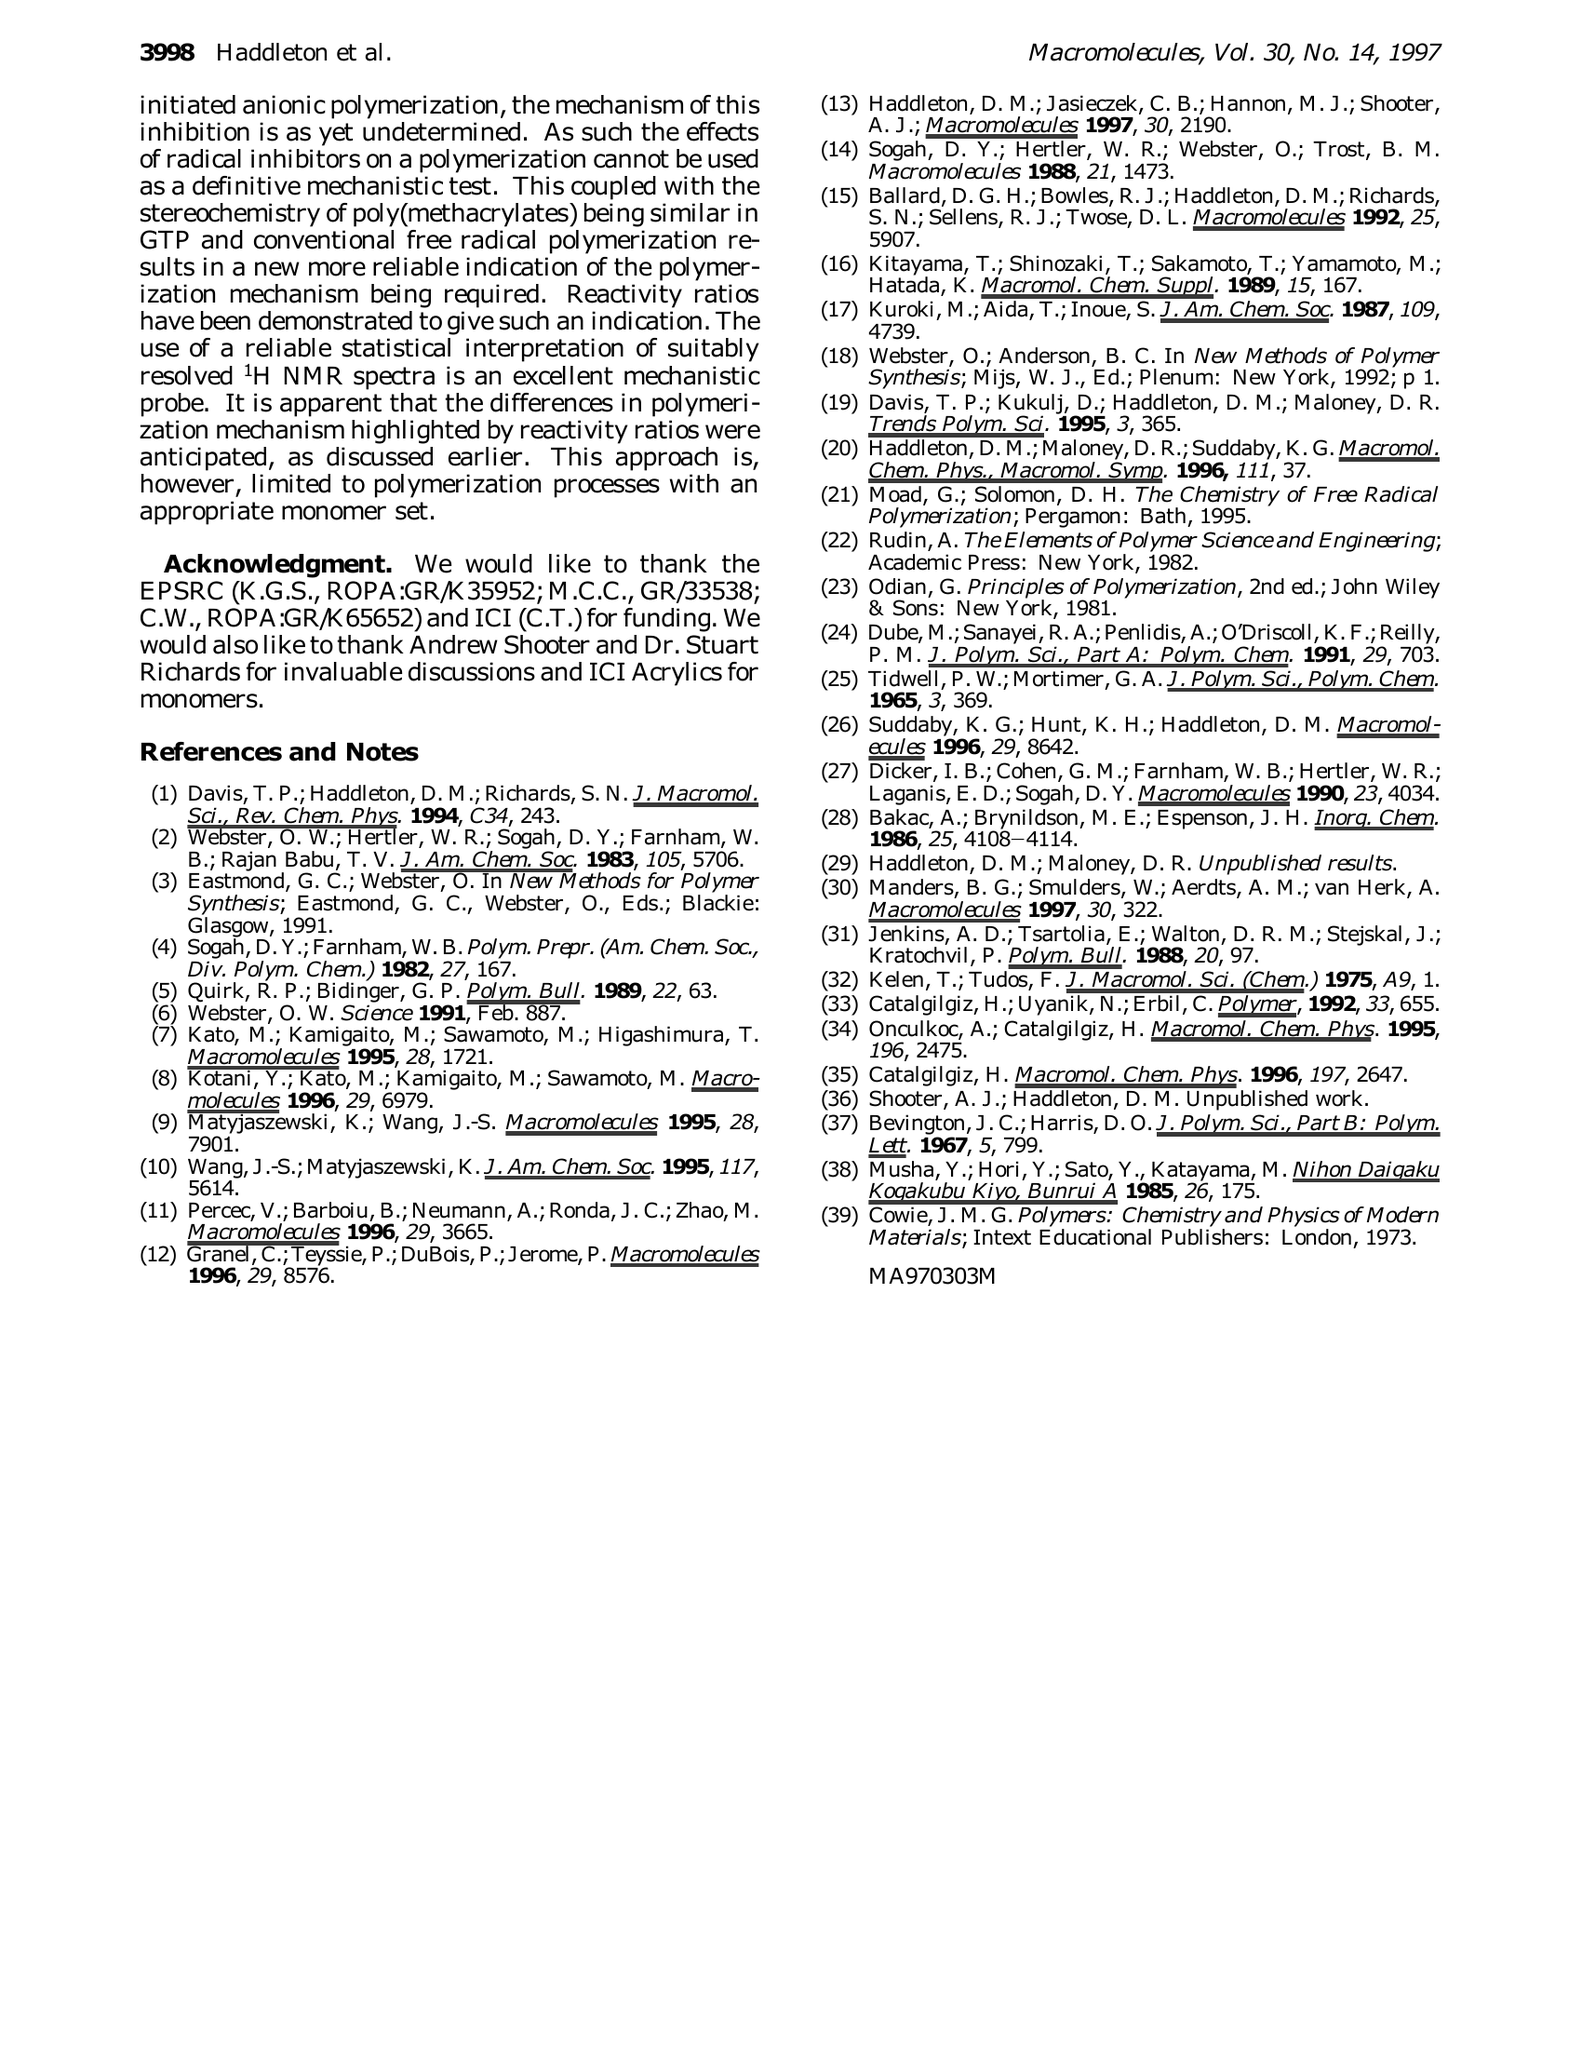 3998 Haddleton et al.
Macromolecules, Vol. 30, No. 14, 1997
initiated anionic polymerization, the mechanism of this
inhibition is as yet undetermined. As such the effects
of radical inhibitors on a polymerization cannot be used
as a definitive mechanistic test. This coupled with the
stereochemistry of poly(methacrylates) being similar in
GTP and conventional free radical polymerization re-
sults in a new more reliable indication of the polymer-
ization mechanism being required. Reactivity ratios
have been demonstrated to give such an indication. The
use of a reliable statistical interpretation of suitably
resolved ¹H NMR spectra is an excellent mechanistic
probe. It is apparent that the differences in polymeri-
zation mechanism highlighted by reactivity ratios were
anticipated, as discussed earlier. This approach is,
however, limited to polymerization processes with an
appropriate monomer set.
Acknowledgment. We would like to thank the
EPSRC (K.G.S., ROPA:GR/K35952; M.C.C., GR/33538;
C.W., ROPA:GR/K65652) and ICI (C.T.) for funding. We
would also like to thank Andrew Shooter and Dr. Stuart
Richards for invaluable discussions and ICI Acrylics for
monomers.
References and Notes
(1) Davis, T. P.; Haddleton, D. M.; Richards, S. N. J. Macromol.
Sci., Rev. Chem. Phys. 1994, C34, 243.
(2) Webster, O. W.; Hertler, W. R.; Sogah, D. Y.; Farnham, W.
B.; Rajan Babu, T. V. J. Am. Chem. Soc. 1983, 105, 5706.
(3) Eastmond, G. C.; Webster, O. In New Methods for Polymer
Synthesis; Eastmond, G. C., Webster, O., Eds.; Blackie:
Glasgow, 1991.
(4) Sogah, D. Y.; Farnham, W. B. Polym. Prepr. (Am. Chem. Soc.,
Div. Polym. Chem.) 1982, 27, 167.
(5) Quirk, R. P.; Bidinger, G. P. Polym. Bull. 1989, 22, 63.
(6) Webster, O. W. Science 1991, Feb. 887.
(7) Kato, M.; Kamigaito, M.; Sawamoto, M.; Higashimura, T.
Macromolecules 1995, 28, 1721.
(8) Kotani, Y.; Kato, M.; Kamigaito, M.; Sawamoto, M. Macro-
molecules 1996, 29, 6979.
(9) Matyjaszewski, K.; Wang, J.-S. Macromolecules 1995, 28,
7901.
(10) Wang, J.-S.; Matyjaszewski, K. J. Am. Chem. Soc. 1995, 117,
5614.
(11) Percec, V.; Barboiu, B.; Neumann, A.; Ronda, J. C.; Zhao, M.
Macromolecules 1996, 29, 3665.
(12) Granel, C.; Teyssie, P.; DuBois, P.; Jerome, P. Macromolecules
1996, 29, 8576.
(13) Haddleton, D. M.; Jasieczek, C. B.; Hannon, M. J.; Shooter,
A. J.; Macromolecules 1997, 30, 2190.
(14) Sogah, D. Y.; Hertler, W. R.; Webster, O.; Trost, B. M.
Macromolecules 1988, 21, 1473.
(15) Ballard, D. G. H.; Bowles, R. J.; Haddleton, D. M.; Richards,
S. N.; Sellens, R. J.; Twose, D. L. Macromolecules 1992, 25,
5907.
(16) Kitayama, T.; Shinozaki, T.; Sakamoto, T.; Yamamoto, M.;
Hatada, K. Macromol. Chem. Suppl. 1989, 15, 167.
(17) Kuroki, M.; Aida, T.; Inoue, S. J. Am. Chem. Soc. 1987, 109,
4739.
(18) Webster, O.; Anderson, B. C. In New Methods of Polymer
Synthesis; Mijs, W. J., Ed.; Plenum: New York, 1992; p 1.
(19) Davis, T. P.; Kukulj, D.; Haddleton, D. M.; Maloney, D. R.
Trends Polym. Sci. 1995, 3, 365.
(20) Haddleton, D. M.; Maloney, D. R.; Suddaby, K. G. Macromol.
Chem. Phys., Macromol. Symp. 1996, 111, 37.
(21) Moad, G.; Solomon, D. H. The Chemistry of Free Radical
Polymerization; Pergamon: Bath, 1995.
(22) Rudin, A. The Elements of Polymer Science and Engineering;
Academic Press: New York, 1982.
(23) Odian, G. Principles of Polymerization, 2nd ed.; John Wiley
& Sons: New York, 1981.
(24) Dube, M.; Sanayei, R. A.; Penlidis, A.; O'Driscoll, K. F.; Reilly,
P. M. J. Polym. Sci., Part A: Polym. Chem. 1991, 29, 703.
(25) Tidwell, P. W.; Mortimer, G. A. J. Polym. Sci., Polym. Chem.
1965, 3, 369.
(26) Suddaby, K. G.; Hunt, K. H.; Haddleton, D. M. Macromol-
ecules 1996, 29, 8642.
(27) Dicker, I. B.; Cohen, G. M.; Farnham, W. B.; Hertler, W. R.;
Laganis, E. D.; Sogah, D. Y. Macromolecules 1990, 23, 4034.
(28) Bakac, A.; Brynildson, M. E.; Espenson, J. H. Inorg. Chem.
1986, 25, 4108−4114.
(29) Haddleton, D. M.; Maloney, D. R. Unpublished results.
(30) Manders, B. G.; Smulders, W.; Aerdts, A. M.; van Herk, A.
Macromolecules 1997, 30, 322.
(31) Jenkins, A. D.; Tsartolia, E.; Walton, D. R. M.; Stejskal, J.;
Kratochvil, P. Polym. Bull. 1988, 20, 97.
(32) Kelen, T.; Tudos, F. J. Macromol. Sci. (Chem.) 1975, A9, 1.
(33) Catalgilgiz, H.; Uyanik, N.; Erbil, C. Polymer, 1992, 33, 655.
(34) Onculkoc, A.; Catalgilgiz, H. Macromol. Chem. Phys. 1995,
196, 2475.
(35) Catalgilgiz, H. Macromol. Chem. Phys. 1996, 197, 2647.
(36) Shooter, A. J.; Haddleton, D. M. Unpublished work.
(37) Bevington, J. C.; Harris, D. O. J. Polym. Sci., Part B: Polym.
Lett. 1967, 5, 799.
(38) Musha, Y.; Hori, Y.; Sato, Y., Katayama, M. Nihon Daigaku
Kogakubu Kiyo, Bunrui A 1985, 26, 175.
(39) Cowie, J. M. G. Polymers: Chemistry and Physics of Modern
Materials; Intext Educational Publishers: London, 1973.
MA970303M